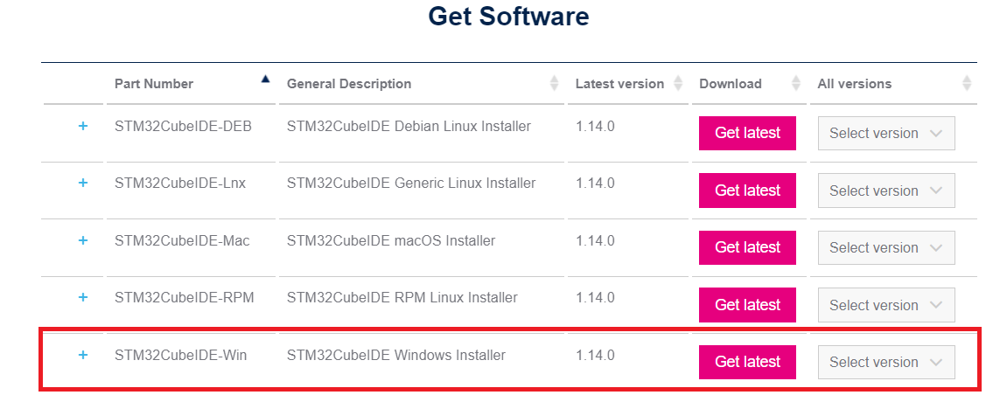 Get Software
Part Number General Description Latest version Download All versions
+ STM32CubeIDE-DEB STM32CubeIDE Debian Linux Installer 1.14.0 Get latest Select version
+ STM32CubeIDE-Lnx STM32CubeIDE Generic Linux Installer 1.14.0 Get latest Select version
+ STM32CubeIDE-Mac STM32CubeIDE macOS Installer 1.14.0 Get latest Select version
+ STM32CubeIDE-RPM STM32CubeIDE RPM Linux Installer 1.14.0 Get latest Select version
+ STM32CubeIDE-Win STM32CubeIDE Windows Installer 1.14.0 Get latest Select version